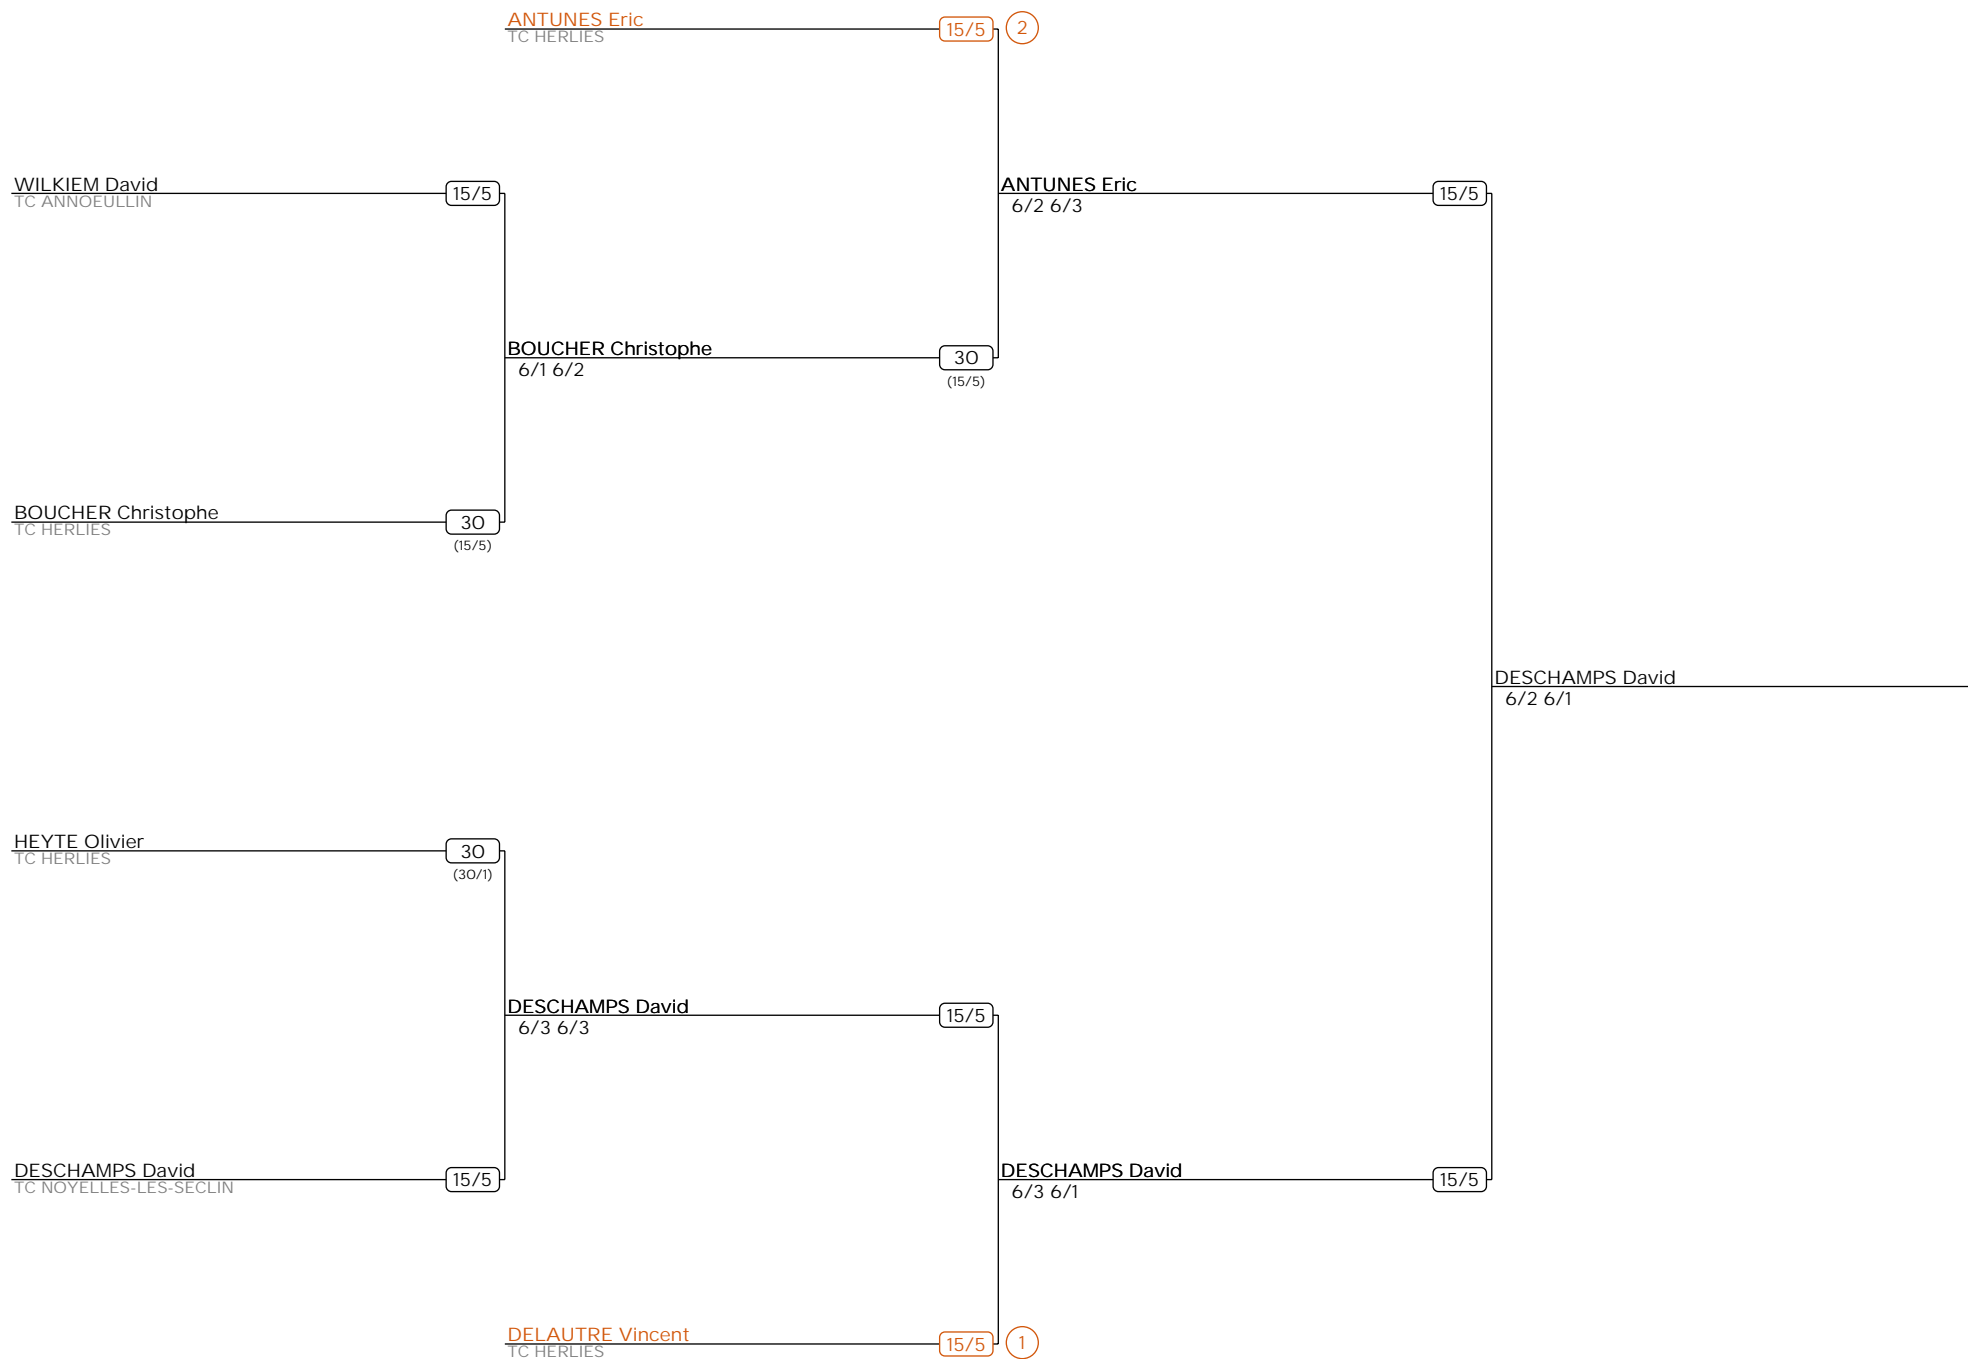 ANTUNES Eric
TC HERLIES
15/5
2
WILKIEM David
TC ANNOEULLIN
15/5
ANTUNES Eric
6/2 6/3
15/5
BOUCHER Christophe
6/1 6/2
30
(15/5)
BOUCHER Christophe
TC HERLIES
30
(15/5)
DESCHAMPS David
6/2 6/1
HEYTE Olivier
TC HERLIES
30
(30/1)
DESCHAMPS David
6/3 6/3
15/5
DESCHAMPS David
TC NOYELLES-LES-SECLIN
15/5
DESCHAMPS David
6/3 6/1
15/5
DELAUTRE Vincent
TC HERLIES
15/5
1